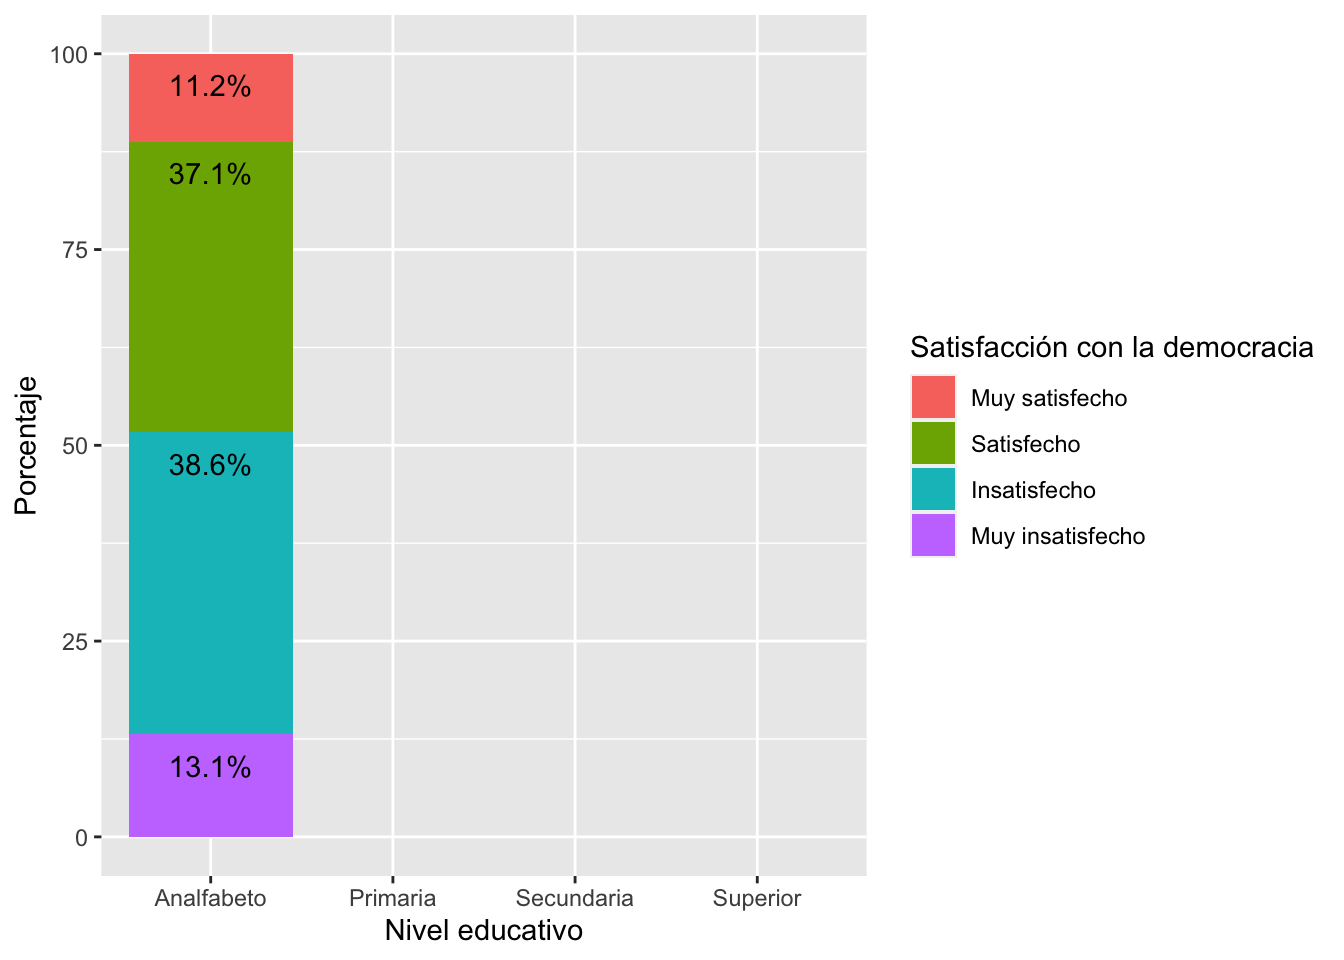 100
75
50
25
0
Porcentaje
11.2%
37.1%
38.6%
13.1%
Analfabeto
Primaria
Secundaria
Superior
Nivel educativo
Satisfacción con la democracia
Muy satisfecho
Satisfecho
Insatisfecho
Muy insatisfecho